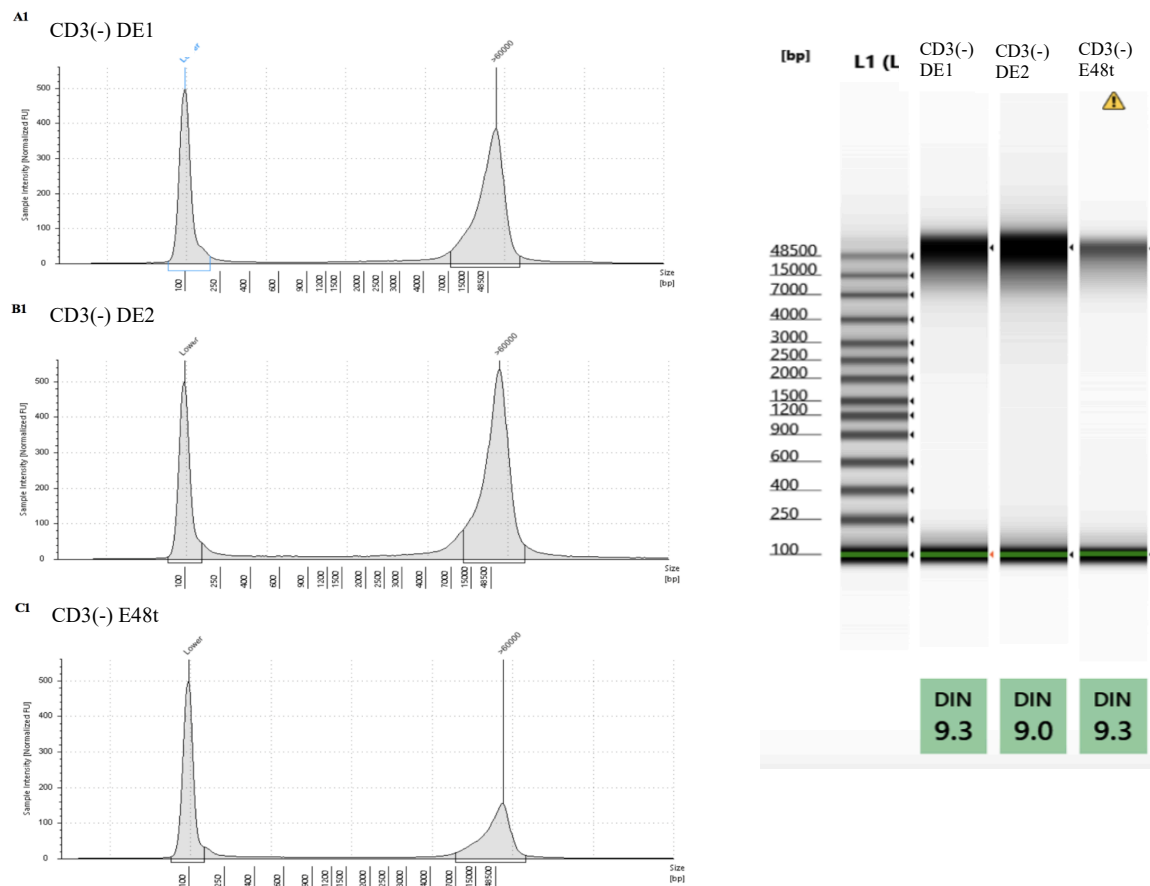 A1
CD3(-) DE1
>60000
500
400
300
200
100
0
Sample Intensity [Normalized FU]
100 250 400 600 900 1200 1500 2000 2500 3000 4000 7000 15000 48500
Size
[bp]
B1
CD3(-) DE2
Lower >60000
500
400
300
200
100
0
Sample Intensity [Normalized FU]
100 250 400 600 900 1200 1500 2000 2500 3000 4000 7000 15000 48500
Size
[bp]
C1
CD3(-) E48t
Lower >60000
500
400
300
200
100
0
Sample Intensity [Normalized FU]
100 250 400 600 900 1200 1500 2000 2500 3000 4000 7000 15000 48500
Size
[bp]
[bp] L1 (L
CD3(-)
DE1
CD3(-)
DE2
CD3(-)
E48t
48500
15000
7000
4000
3000
2500
2000
1500
1200
900
600
400
250
100
DIN
9.3
DIN
9.0
DIN
9.3